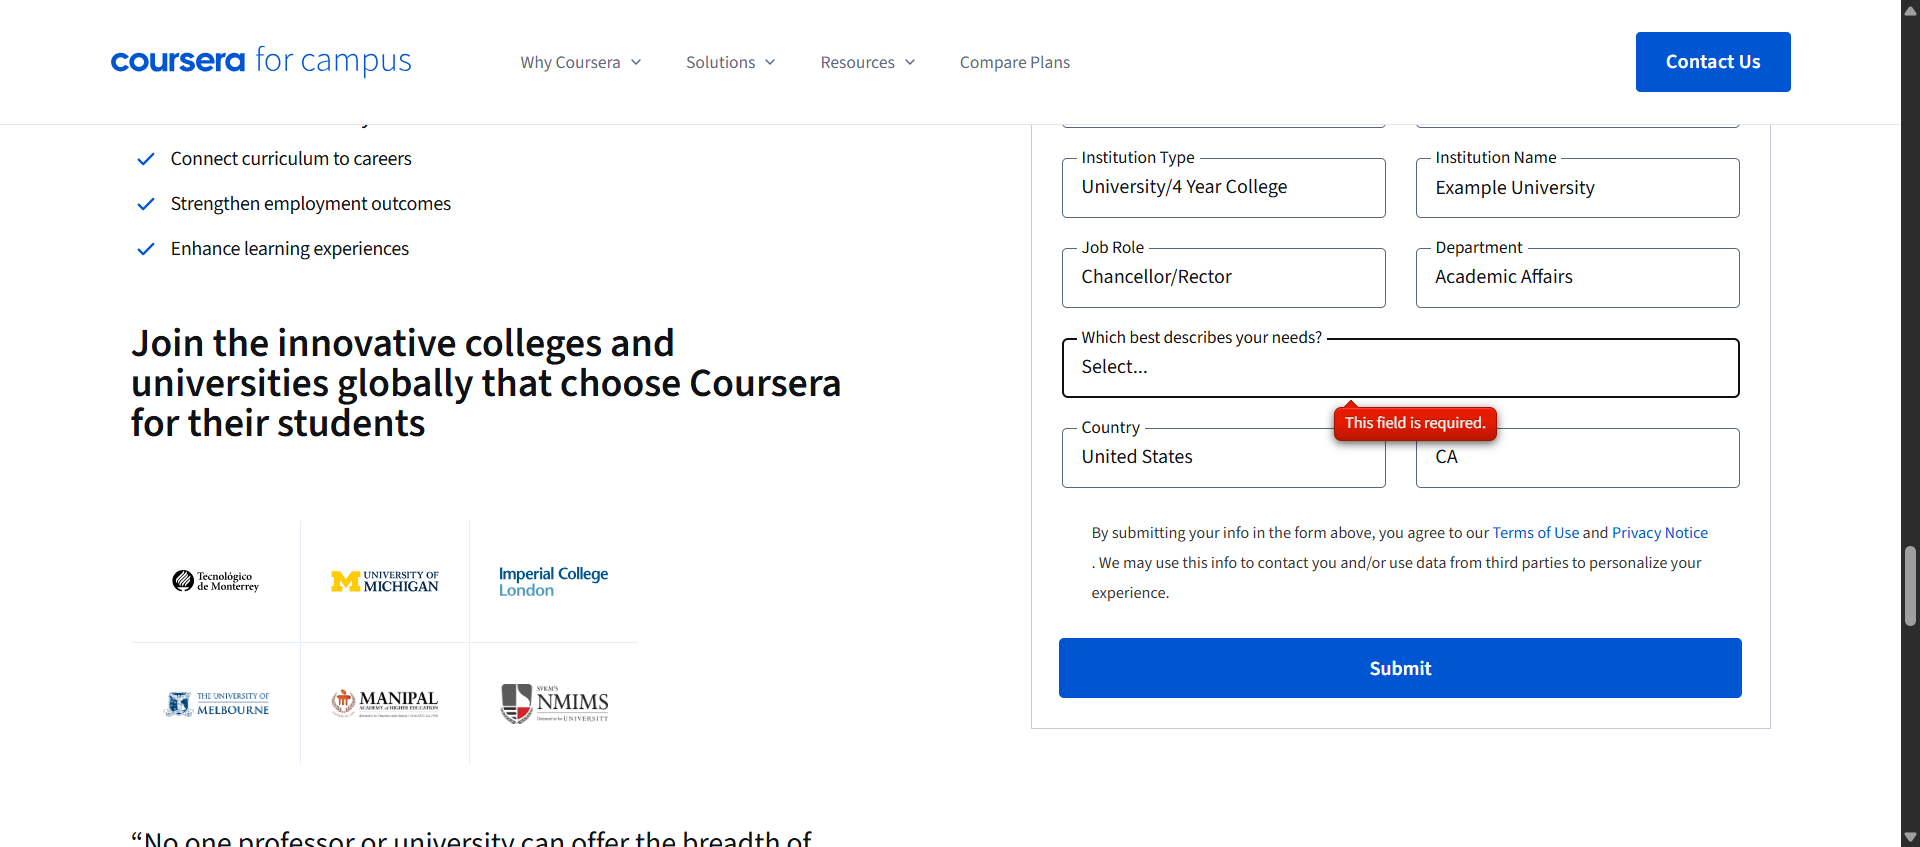 coursera for campus
Why Coursera
Solutions
Resources
Compare Plans
Contact Us
Connect curriculum to careers
Strengthen employment outcomes
Enhance learning experiences
Join the innovative colleges and
universities globally that choose Coursera
for their students
Tecnológico
de Monterrey
UNIVERSITY OF
MICHIGAN
Imperial College
London
THE UNIVERSITY OF
MELBOURNE
MANIPAL
ACADEMY of HIGHER EDUCATION
SVKM'S
NMIMS
Deemed to be UNIVERSITY
“No one professor or university can offer the breadth of
Institution Type
University/4 Year College
Institution Name
Example University
Job Role
Chancellor/Rector
Department
Academic Affairs
Which best describes your needs?
Select...
This field is required.
Country
United States
CA
By submitting your info in the form above, you agree to our Terms of Use and Privacy Notice
. We may use this info to contact you and/or use data from third parties to personalize your
experience.
Submit